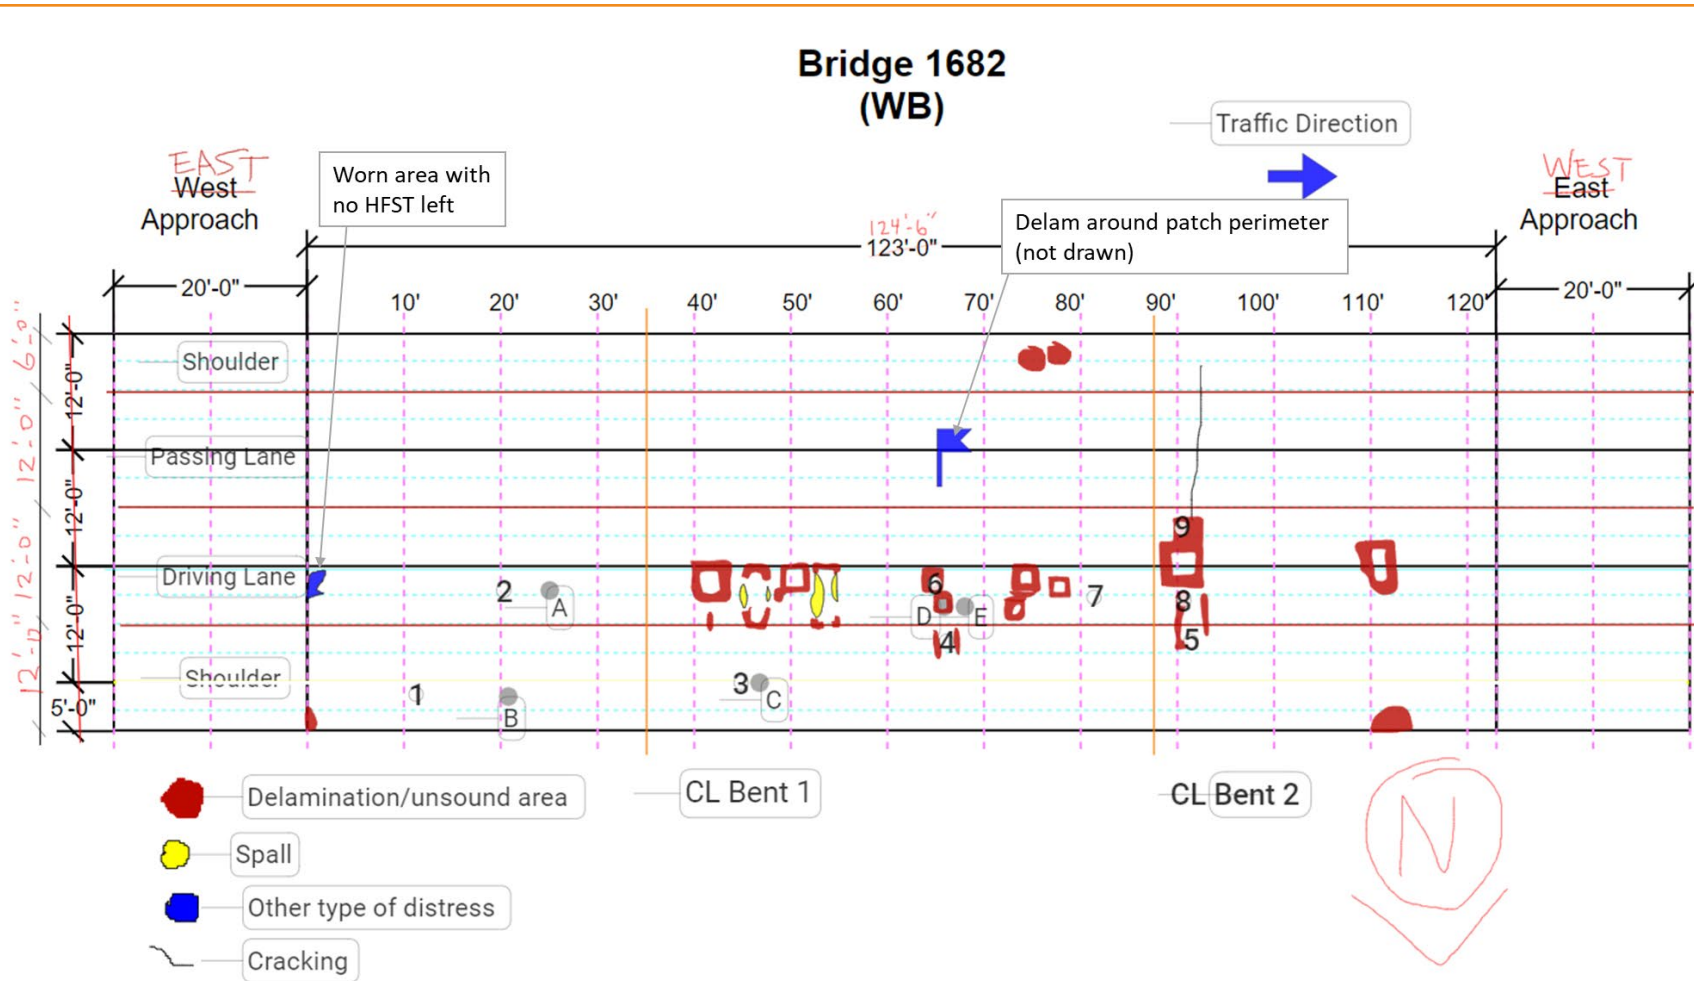 Bridge 1682
(WB)
Traffic Direction
EAST
West
Approach
Worn area with
no HFST left
WEST
East
Approach
Delam around patch perimeter
(not drawn)
124'-6"
123'-0"
20'-0"
20'-0"
10' 20' 30' 40' 50' 60' 70' 80' 90' 100' 110' 120'
6'-0"
12'-0"
12'-0"
12'-0"
12'-0"
12'-0"
5'-0"
Shoulder
Passing Lane
Driving Lane
Shoulder
9
2
A
6
D
E
7
8
4
5
1
B
3
C
CL Bent 1
CL Bent 2
Delamination/unsound area
Spall
Other type of distress
Cracking
N